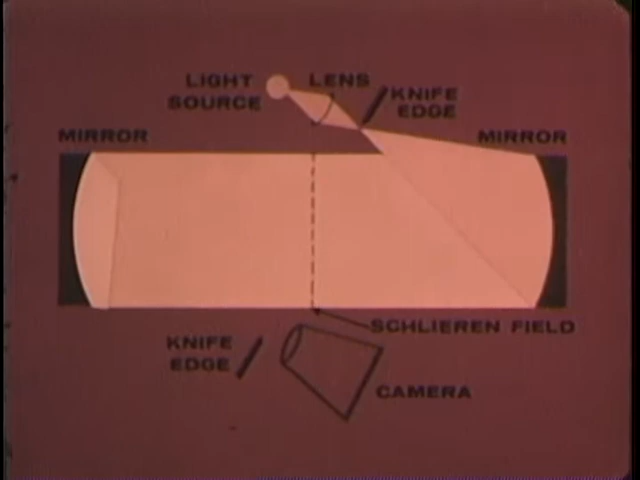 LIGHT
SOURCE
LENS
KNIFE
EDGE
MIRROR
MIRROR
SCHLIEREN FIELD
KNIFE
EDGE
CAMERA